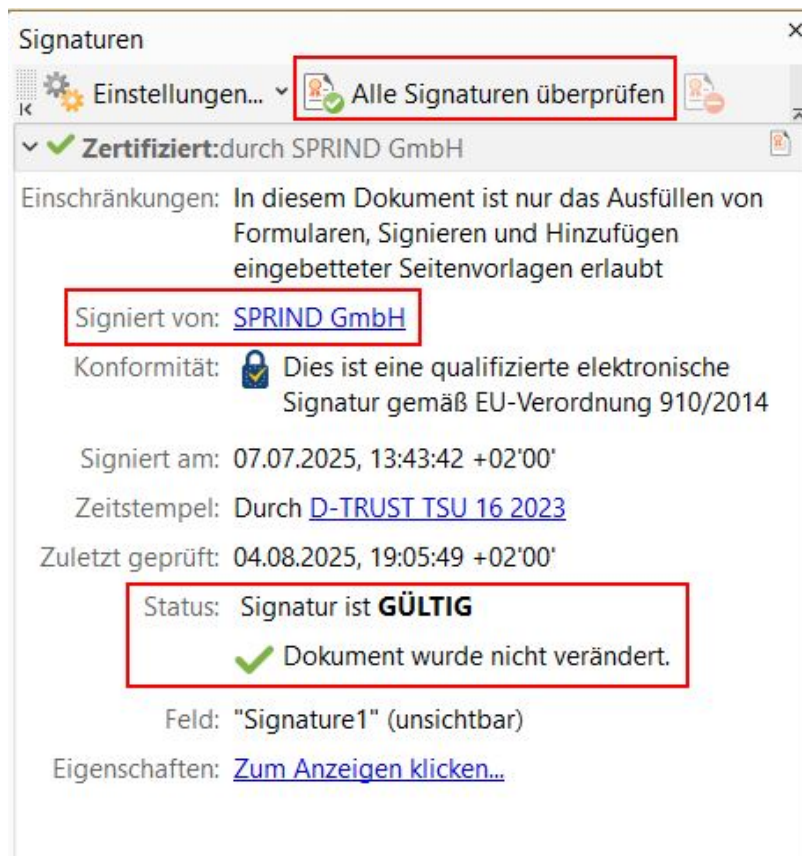 Signaturen
Einstellungen... Alle Signaturen überprüfen
Zertifiziert:durch SPRIND GmbH
Einschränkungen: In diesem Dokument ist nur das Ausfüllen von
Formularen, Signieren und Hinzufügen
eingebetteter Seitenvorlagen erlaubt
Signiert von: SPRIND GmbH
Konformität: Dies ist eine qualifizierte elektronische
Signatur gemäß EU-Verordnung 910/2014
Signiert am: 07.07.2025, 13:43:42 +02'00'
Zeitstempel: Durch D-TRUST TSU 16 2023
Zuletzt geprüft: 04.08.2025, 19:05:49 +02'00'
Status: Signatur ist GÜLTIG
Dokument wurde nicht verändert.
Feld: "Signature1" (unsichtbar)
Eigenschaften: Zum Anzeigen klicken...